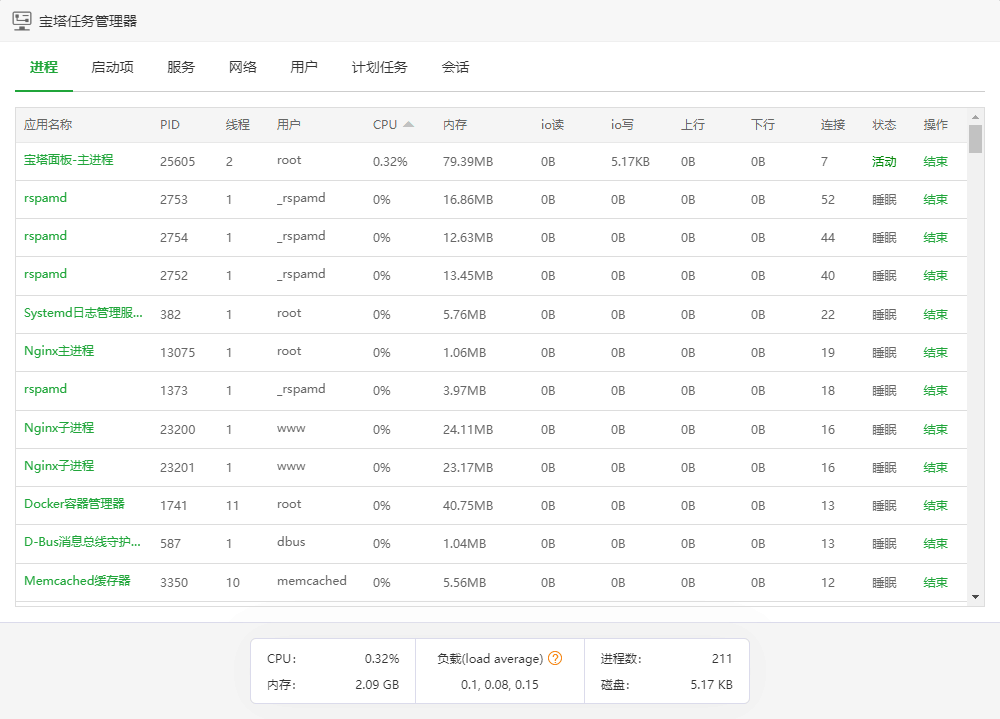 宝塔任务管理器
进程 启动项 服务 网络 用户 计划任务 会话
应用名称 PID 线程 用户 CPU 内存 io读 io写 上行 下行 连接 状态 操作
宝塔面板-主进程 25605 2 root 0.32% 79.39MB 0B 5.17KB 0B 0B 7 活动 结束
rspamd 2753 1 _rspamd 0% 16.86MB 0B 0B 0B 0B 52 睡眠 结束
rspamd 2754 1 _rspamd 0% 12.63MB 0B 0B 0B 0B 44 睡眠 结束
rspamd 2752 1 _rspamd 0% 13.45MB 0B 0B 0B 0B 40 睡眠 结束
Systemd日志管理服... 382 1 root 0% 5.76MB 0B 0B 0B 0B 22 睡眠 结束
Nginx主进程 13075 1 root 0% 1.06MB 0B 0B 0B 0B 19 睡眠 结束
rspamd 1373 1 _rspamd 0% 3.97MB 0B 0B 0B 0B 18 睡眠 结束
Nginx子进程 23200 1 www 0% 24.11MB 0B 0B 0B 0B 16 睡眠 结束
Nginx子进程 23201 1 www 0% 23.17MB 0B 0B 0B 0B 16 睡眠 结束
Docker容器管理器 1741 11 root 0% 40.75MB 0B 0B 0B 0B 13 睡眠 结束
D-Bus消息总线守护... 587 1 dbus 0% 1.04MB 0B 0B 0B 0B 13 睡眠 结束
Memcached缓存器 3350 10 memcached 0% 5.56MB 0B 0B 0B 0B 12 睡眠 结束
CPU: 0.32% 负载(load average) ? 进程数: 211
内存: 2.09 GB 0.1, 0.08, 0.15 磁盘: 5.17 KB